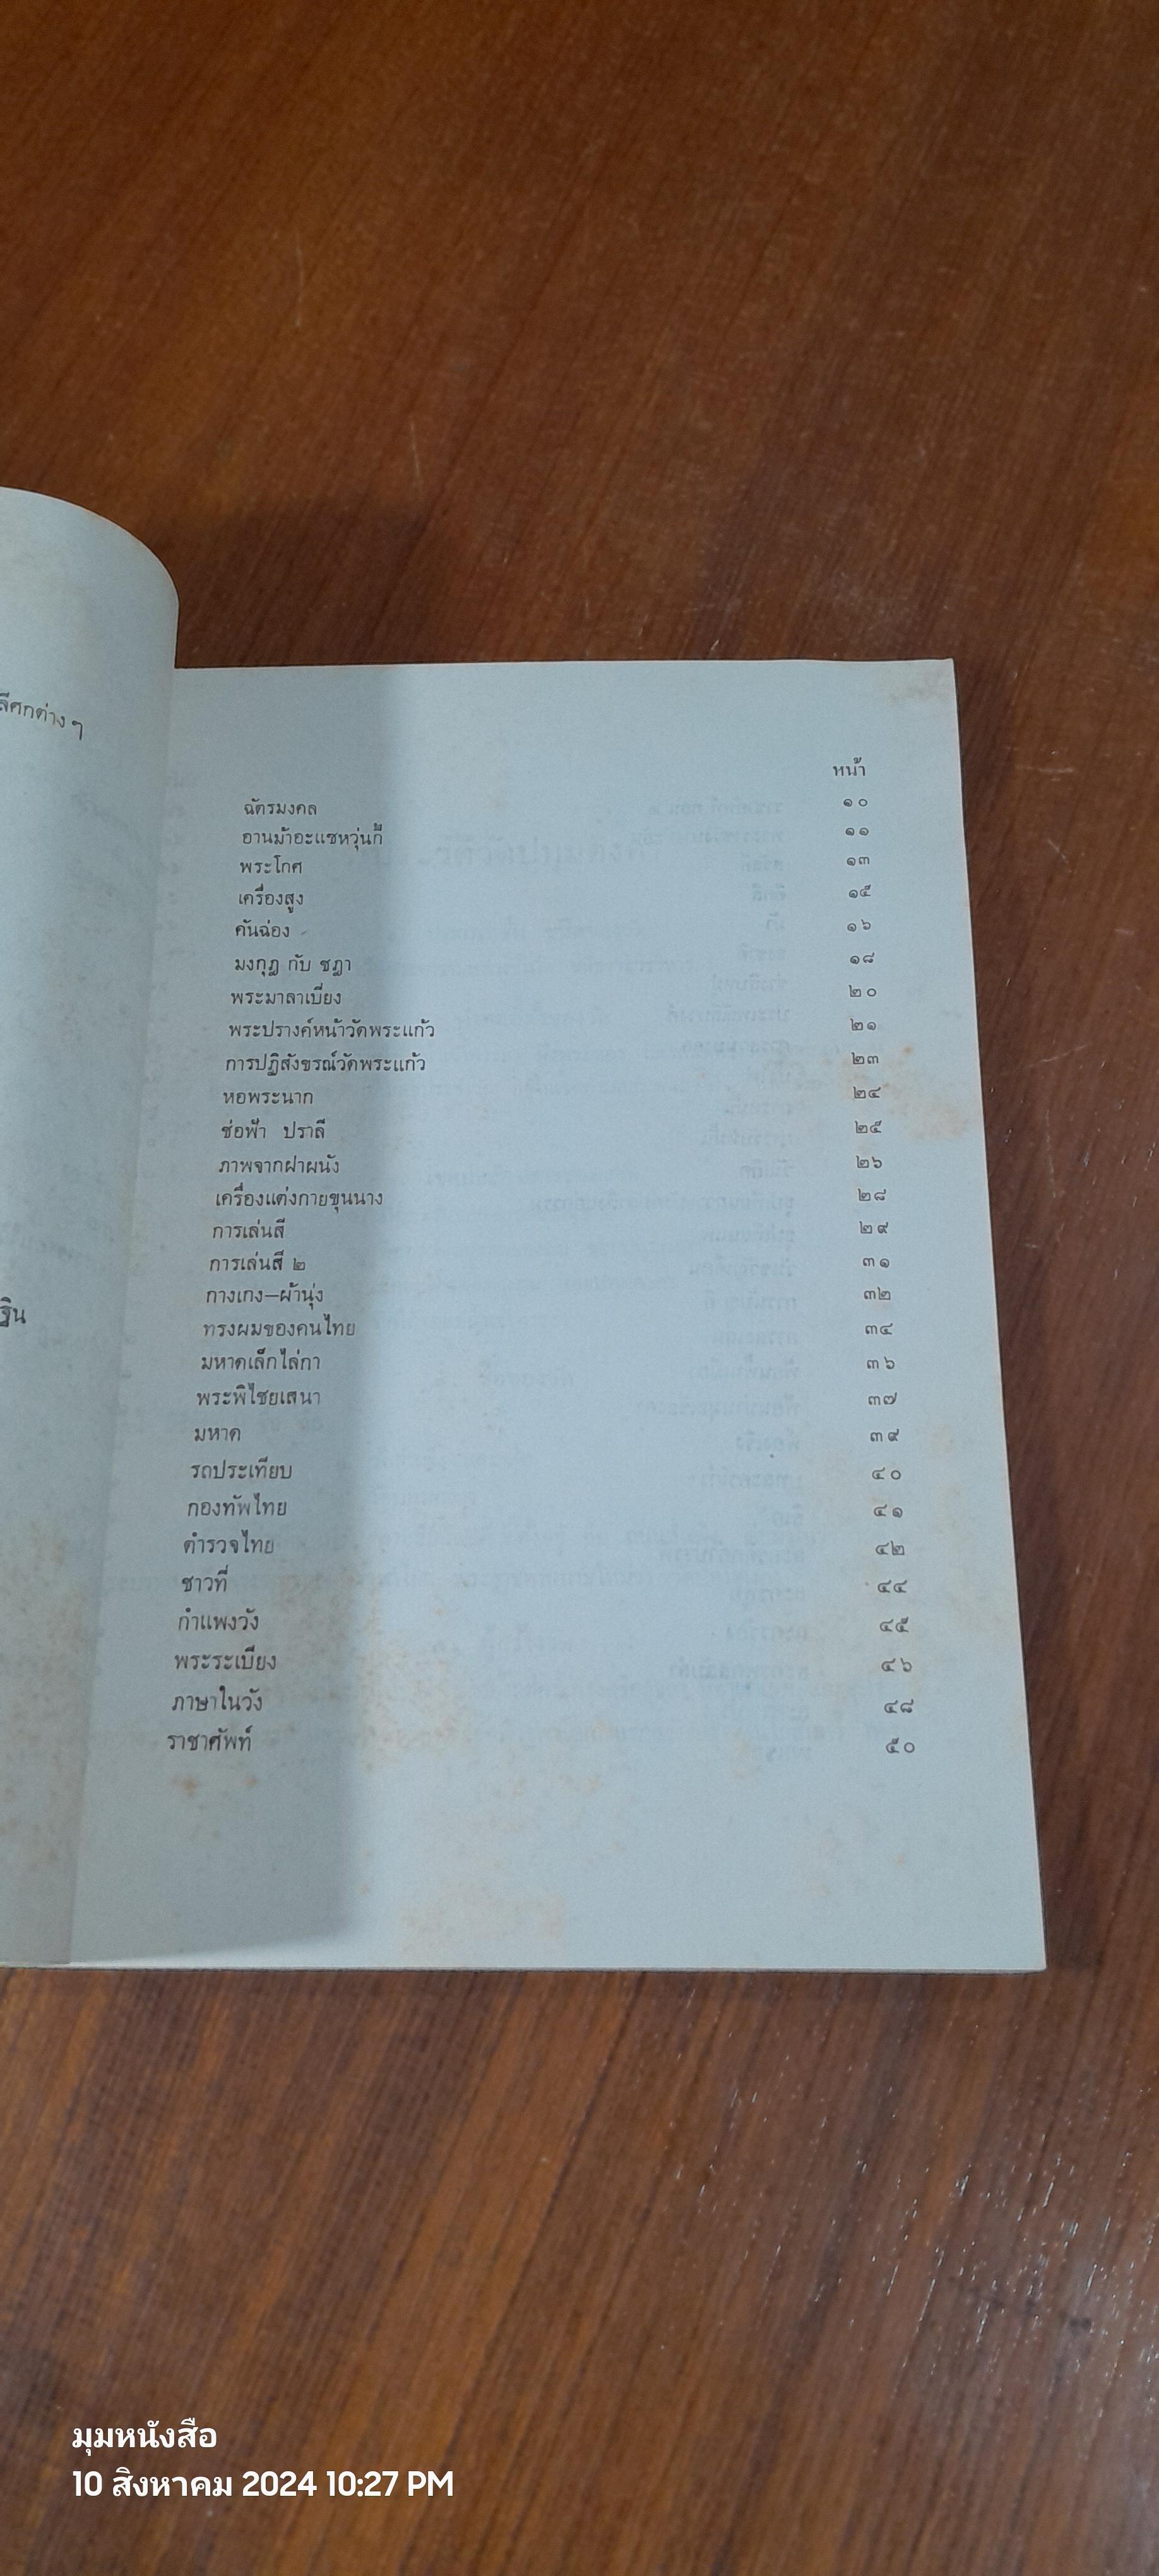 ลีศกต่าง ๆ
ฐิน
หน้า
ฉัตรมงคล ๑๐
อานม้าอะแซหวุ่นกี้ ๑๑
พระโกศ ๑๓
เครื่องสูง ๑๕
คันฉ่อง ๑๖
มงกุฎ กับ ชฎา ๑๘
พระมาลาเบี่ยง ๒๐
พระปรางค์หน้าวัดพระแก้ว ๒๑
การปฏิสังขรณ์วัดพระแก้ว ๒๓
หอพระนาก ๒๔
ช่อฟ้า ปราลี ๒๕
ภาพจากฝาผนัง ๒๖
เครื่องแต่งกายขุนนาง ๒๘
การเล่นสี ๒๙
การเล่นสี ๒ ๓๑
กางเกง—ผ้านุ่ง ๓๒
ทรงผมของคนไทย ๓๔
มหาดเล็กไล่กา ๓๖
พระพิไชยเสนา ๓๗
มหาด ๓๙
รถประเทียบ ๔๐
กองทัพไทย ๔๑
ตำรวจไทย ๔๒
ชาวที่ ๔๔
กำแพงวัง ๔๕
พระระเบียง ๔๖
ภาษาในวัง ๔๘
ราชาศัพท์ ๕๐
มุมหนังสือ
10 สิงหาคม 2024 10:27 PM